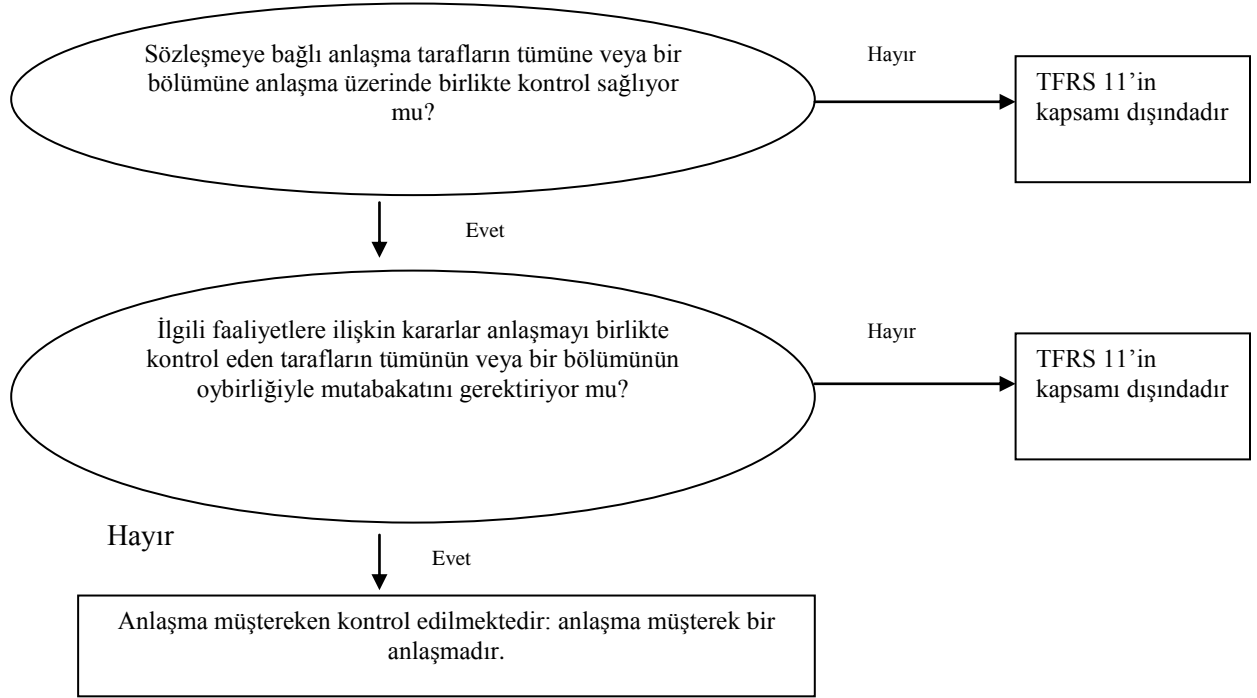 Sözleşmeye bağlı anlaşma tarafların tümüne veya bir
bölümüne anlaşma üzerinde birlikte kontrol sağlıyor
mu?
Hayır
TFRS 11’in
kapsamı dışındadır
Evet
İlgili faaliyetlere ilişkin kararlar anlaşmayı birlikte
kontrol eden tarafların tümünün veya bir bölümünün
oybirliğiyle mutabakatını gerektiriyor mu?
Hayır
TFRS 11’in
kapsamı dışındadır
Hayır
Evet
Anlaşma müştereken kontrol edilmektedir: anlaşma müşterek bir
anlaşmadır.